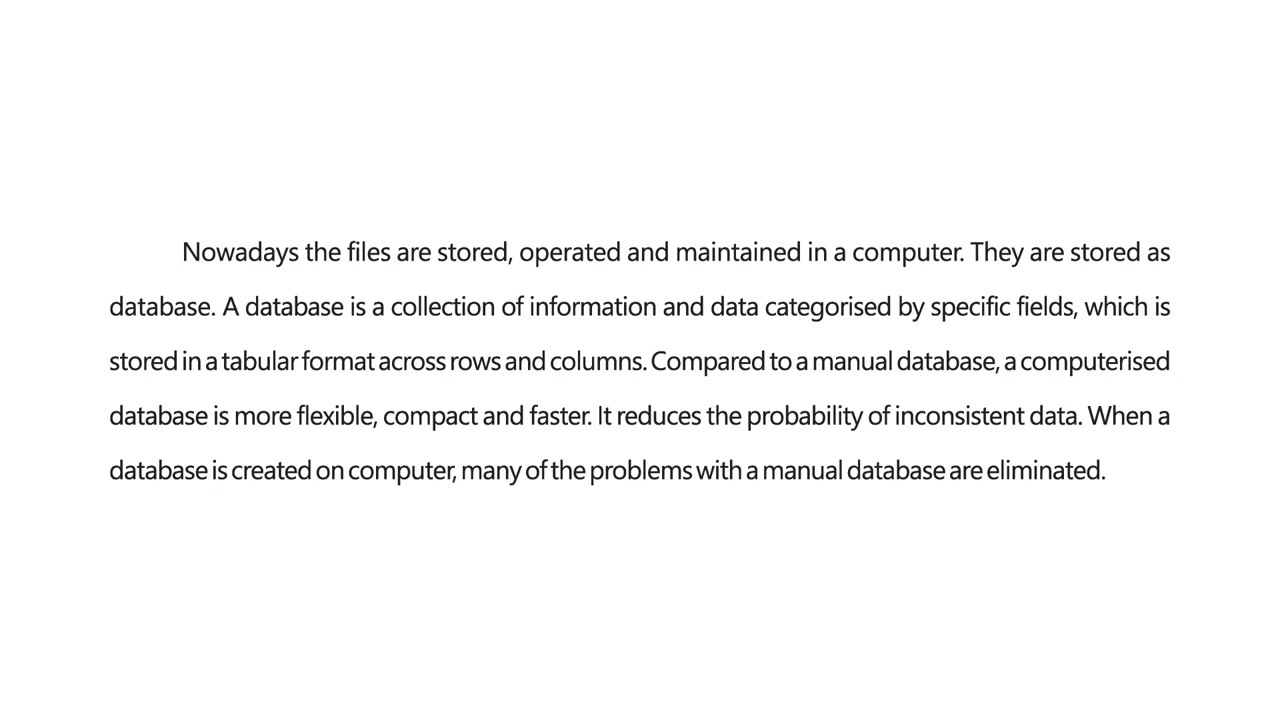 Nowadays the files are stored, operated and maintained in a computer. They are stored as
database. A database is a collection of information and data categorised by specific fields, which is
stored in a tabular format across rows and columns. Compared to a manual database, a computerised
database is more flexible, compact and faster. It reduces the probability of inconsistent data. When a
database is created on computer, many of the problems with a manual database are eliminated.